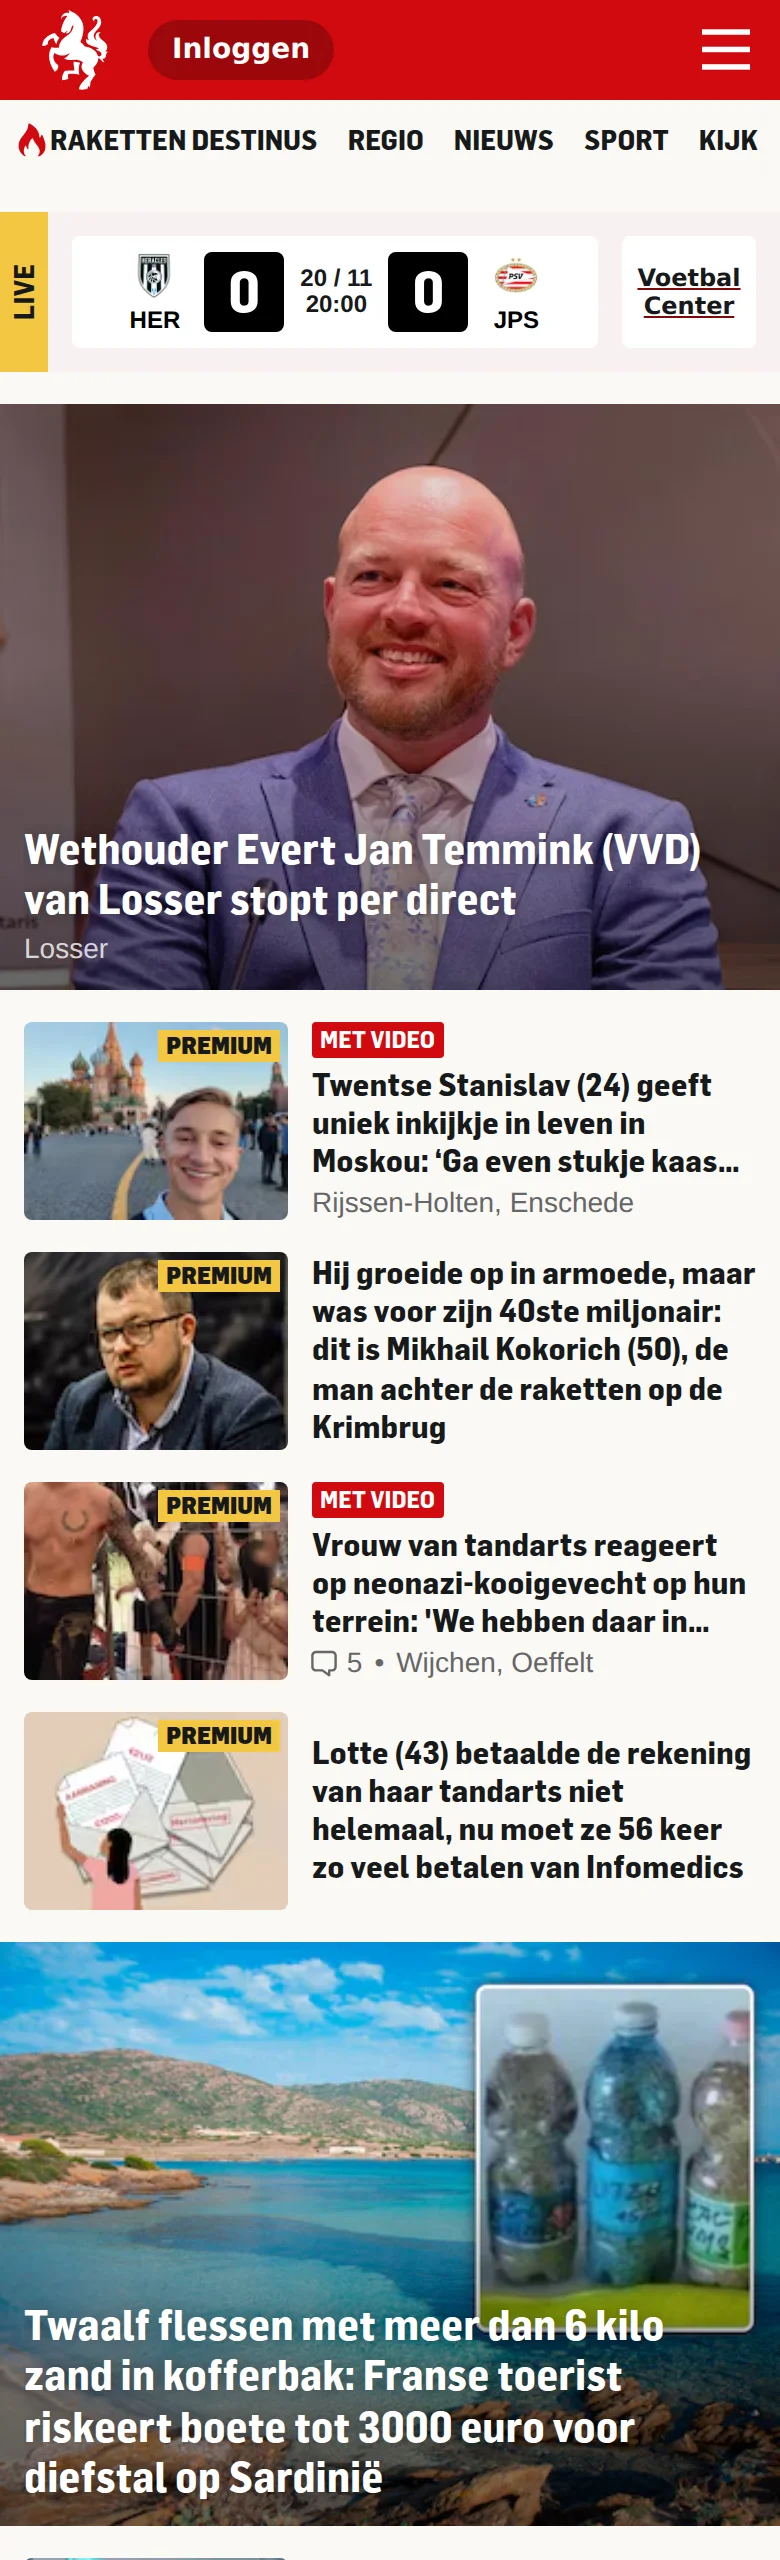 Inloggen
RAKETTEN DESTINUS REGIO NIEUWS SPORT KIJK
LIVE
HERACLES
HER
0
20 / 11
20:00
0
PSV
JPS
Voetbal
Center
Wethouder Evert Jan Temmink (VVD)
van Losser stopt per direct
Losser
PREMIUM
MET VIDEO
Twentse Stanislav (24) geeft
uniek inkijkje in leven in
Moskou: ‘Ga even stukje kaas...
Rijssen-Holten, Enschede
PREMIUM
Hij groeide op in armoede, maar
was voor zijn 40ste miljonair:
dit is Mikhail Kokorich (50), de
man achter de raketten op de
Krimbrug
PREMIUM
MET VIDEO
Vrouw van tandarts reageert
op neonazi-kooigevecht op hun
terrein: 'We hebben daar in...
5 • Wijchen, Oeffelt
PREMIUM
AANMANING
Herinnering
Lotte (43) betaalde de rekening
van haar tandarts niet
helemaal, nu moet ze 56 keer
zo veel betalen van Infomedics
Twaalf flessen met meer dan 6 kilo
zand in kofferbak: Franse toerist
riskeert boete tot 3000 euro voor
diefstal op Sardinië